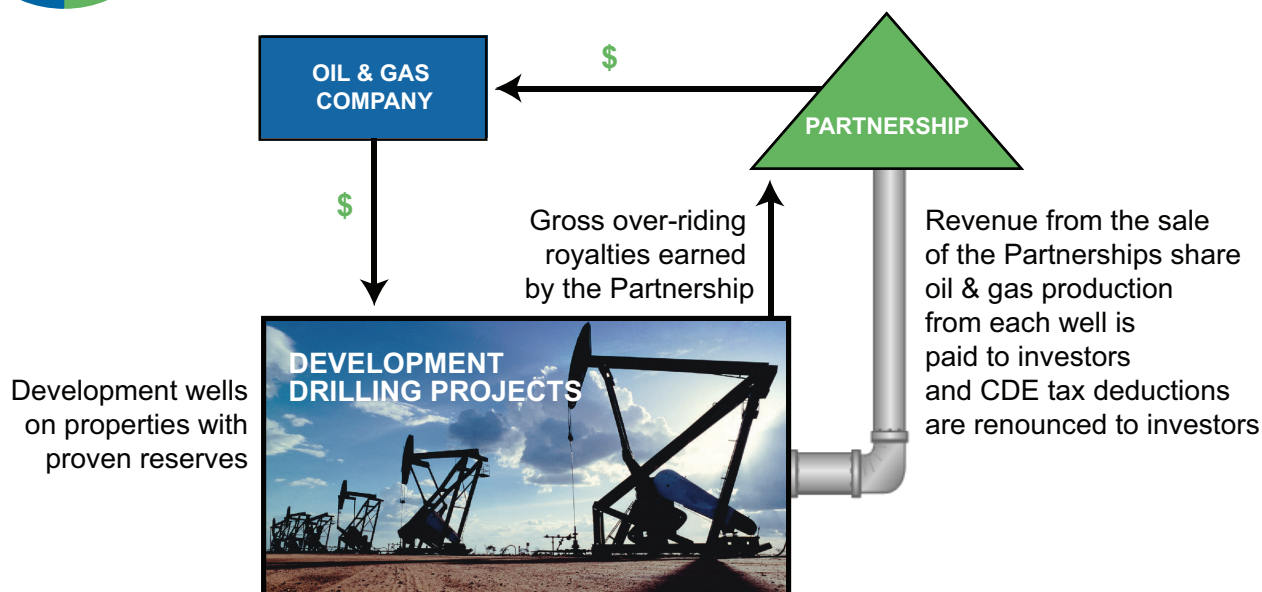 OIL & GAS
COMPANY
$
PARTNERSHIP
$
Gross over-riding
royalties earned
by the Partnership
Revenue from the sale
of the Partnerships share
oil & gas production
from each well is
paid to investors
and CDE tax deductions
are renounced to investors
DEVELOPMENT
DRILLING PROJECTS
Development wells
on properties with
proven reserves